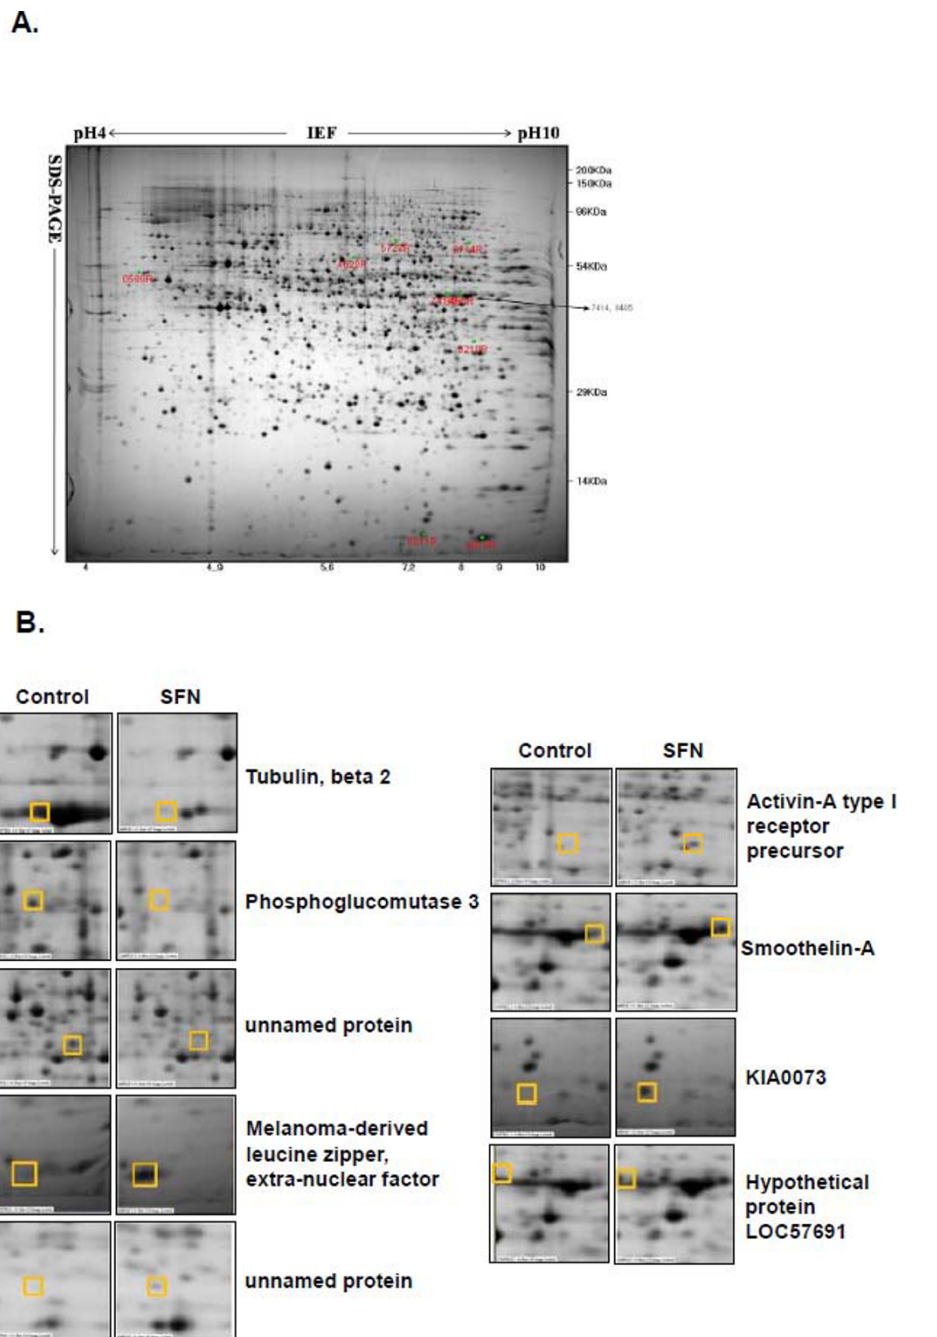 A.
pH4 IEF pH10
SDS-PAGE
200KDa
150KDa
96KDa
54KDa
7414, 8405
29KDa
14KDa
4 4.9 5.6 7.2 8 9 10
B.
Control SFN
Tubulin, beta 2
Phosphoglucomutase 3
unnamed protein
Melanoma-derived
leucine zipper,
extra-nuclear factor
unnamed protein
Control SFN
Activin-A type I
receptor
precursor
Smoothelin-A
KIA0073
Hypothetical
protein
LOC57691